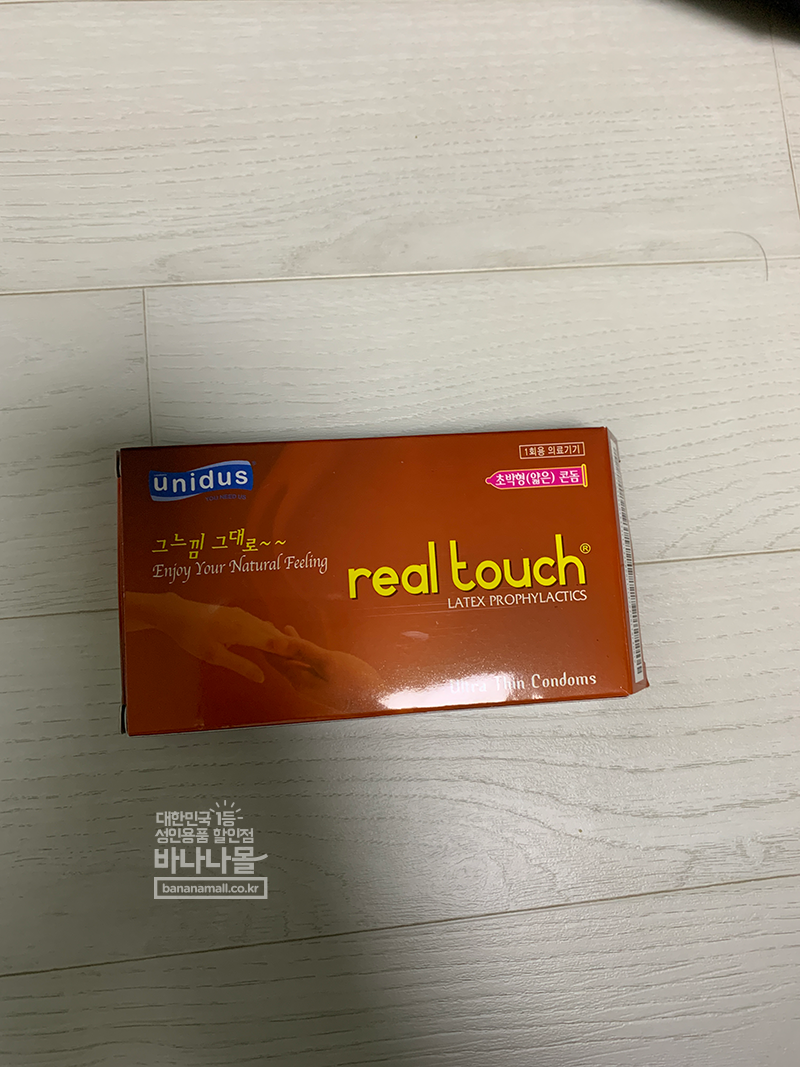 unidus
1회용 의료기기
초박형(얇은) 콘돔
그느낌 그대로~~
Enjoy Your Natural Feeling
real touch®
LATEX PROPHYLACTICS
Ultra Thin Condoms
대한민국 1등
성인용품 할인점
바나나몰
bananamall.co.kr